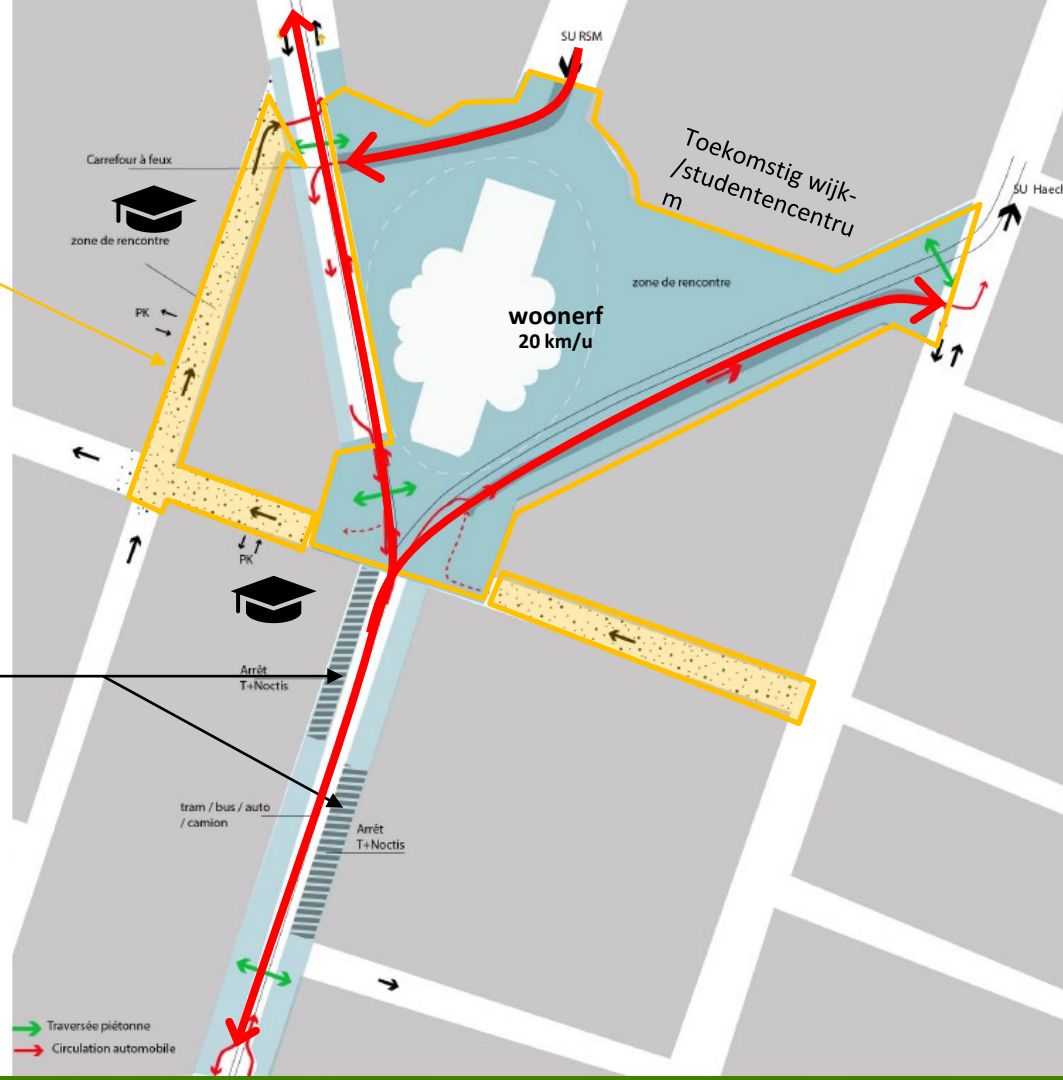 SU RSM
Toekomstig wijk-
/studentencentru
m
Carrefour à feux
SU Haech
zone de rencontre
zone de rencontre
PK
woonerf
20 km/u
PK
Arrêt
T+Noctis
tram / bus / auto
/ camion
Arrêt
T+Noctis
Traversée piétonne
Circulation automobile